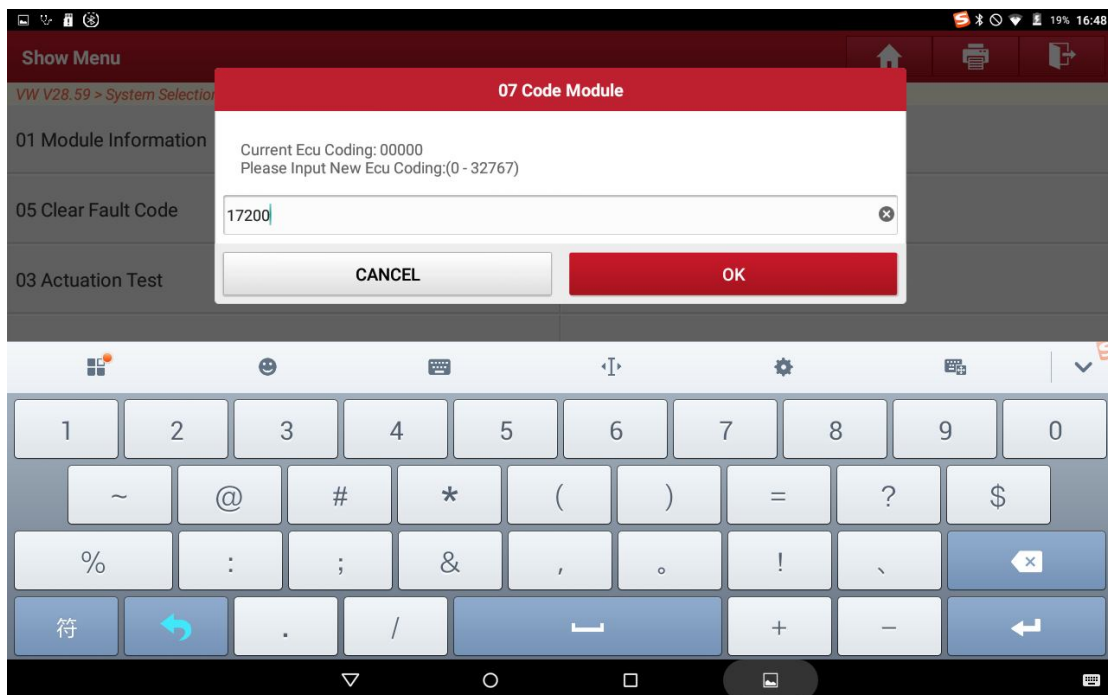 19% 16:48
Show Menu
VW V28.59 > System Selection
07 Code Module
01 Module Information
Current Ecu Coding: 00000
Please Input New Ecu Coding:(0 - 32767)
05 Clear Fault Code
17200
CANCEL
OK
03 Actuation Test
1 2 3 4 5 6 7 8 9 0
~ @ # * ( ) = ? $
% : ; & , 。 ! 、
符 . / + −